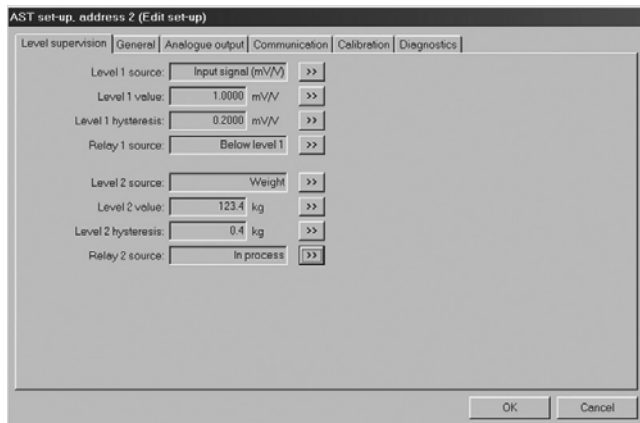 AST set-up, address 2 (Edit set-up)
Level supervision General Analogue output Communication Calibration Diagnostics
Level 1 source: Input signal (mV/V) >>
Level 1 value: 1.0000 mV/V >>
Level 1 hysteresis: 0.2000 mV/V >>
Relay 1 source: Below level 1 >>
Level 2 source: Weight >>
Level 2 value: 123.4 kg >>
Level 2 hysteresis: 0.4 kg >>
Relay 2 source: In process >>
OK Cancel